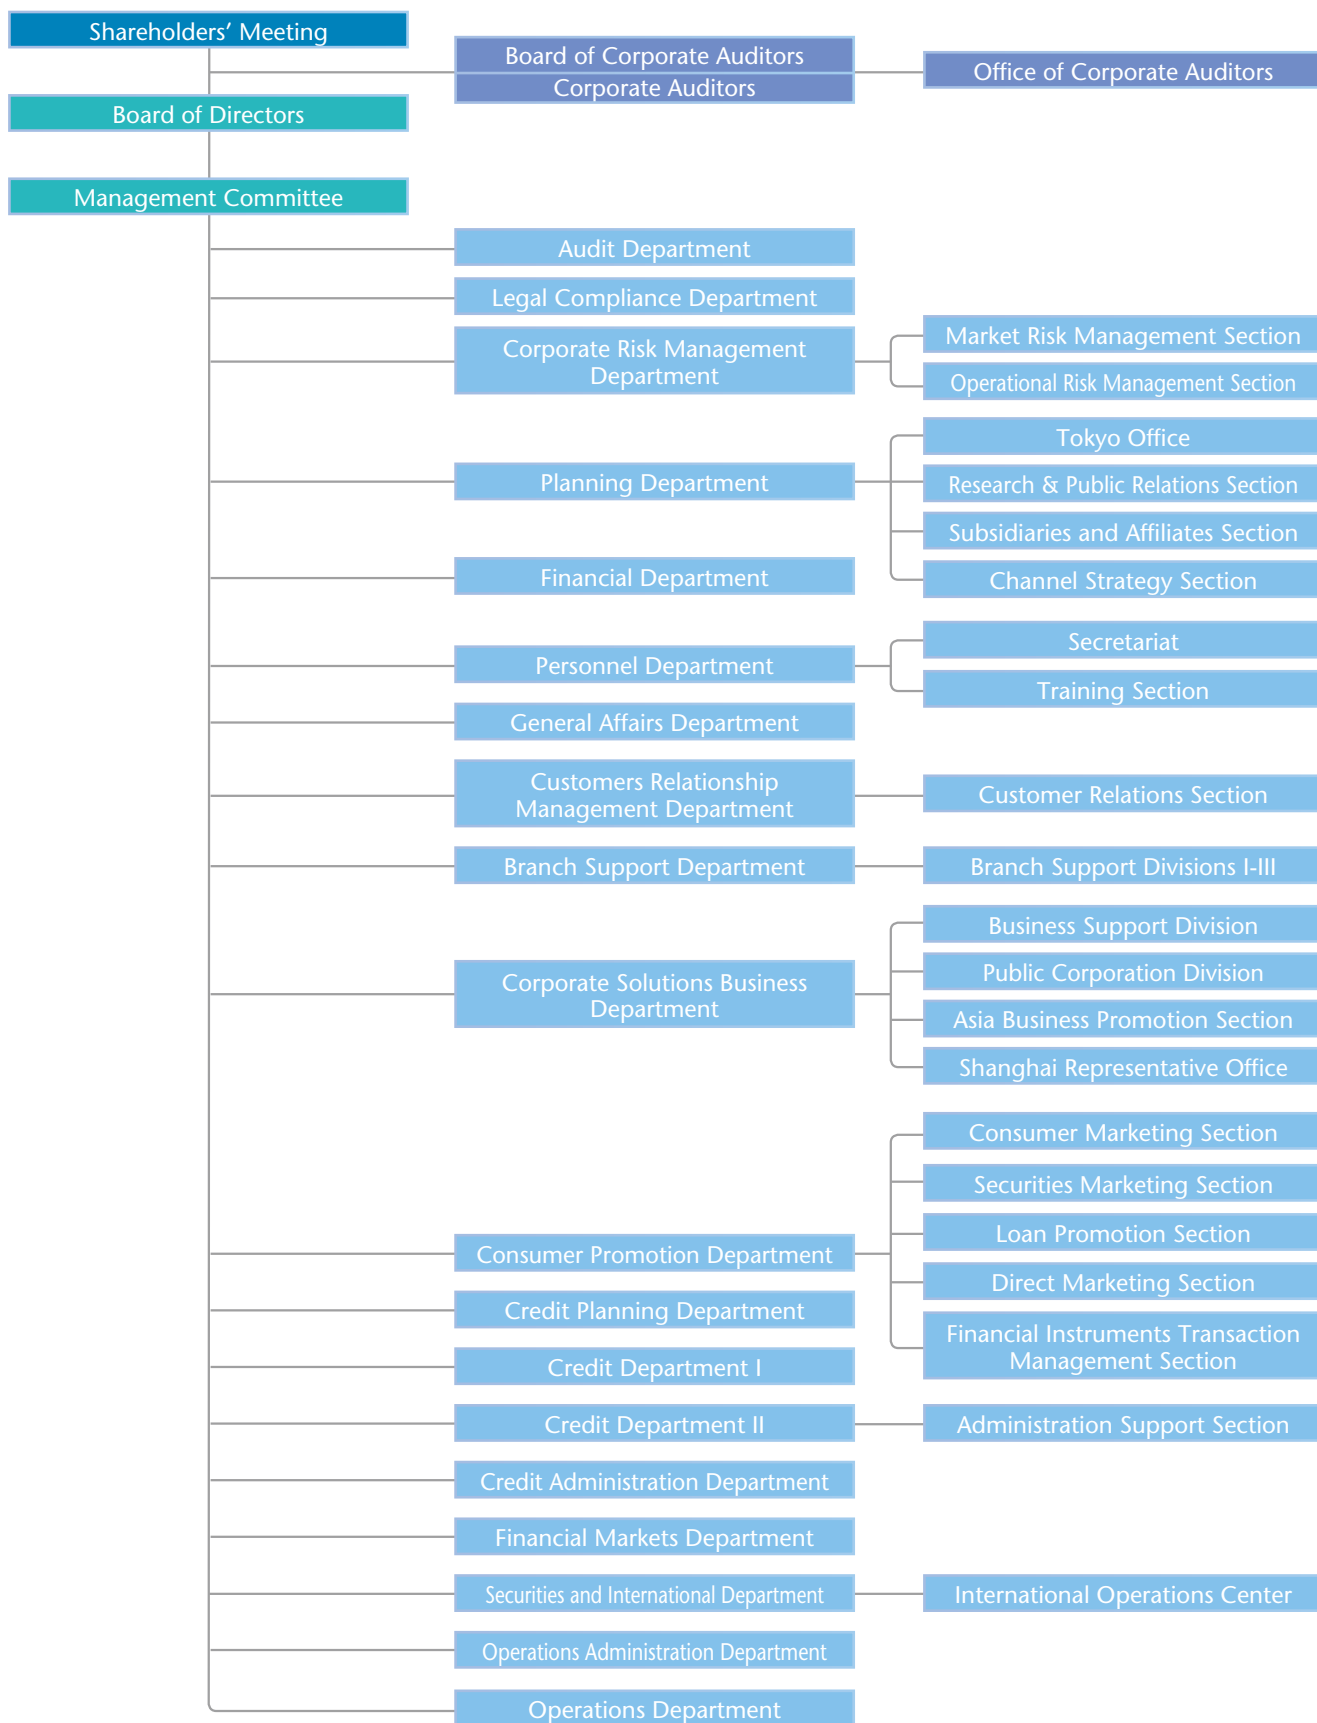 Shareholders’ Meeting
Board of Corporate Auditors
Corporate Auditors
Office of Corporate Auditors
Board of Directors
Management Committee
Audit Department
Legal Compliance Department
Corporate Risk Management
Department
Market Risk Management Section
Operational Risk Management Section
Planning Department
Tokyo Office
Research & Public Relations Section
Subsidiaries and Affiliates Section
Channel Strategy Section
Financial Department
Personnel Department
Secretariat
Training Section
General Affairs Department
Customers Relationship
Management Department
Customer Relations Section
Branch Support Department
Branch Support Divisions I-III
Corporate Solutions Business
Department
Business Support Division
Public Corporation Division
Asia Business Promotion Section
Shanghai Representative Office
Consumer Promotion Department
Consumer Marketing Section
Securities Marketing Section
Loan Promotion Section
Direct Marketing Section
Financial Instruments Transaction
Management Section
Credit Planning Department
Credit Department I
Credit Department II
Administration Support Section
Credit Administration Department
Financial Markets Department
Securities and International Department
International Operations Center
Operations Administration Department
Operations Department